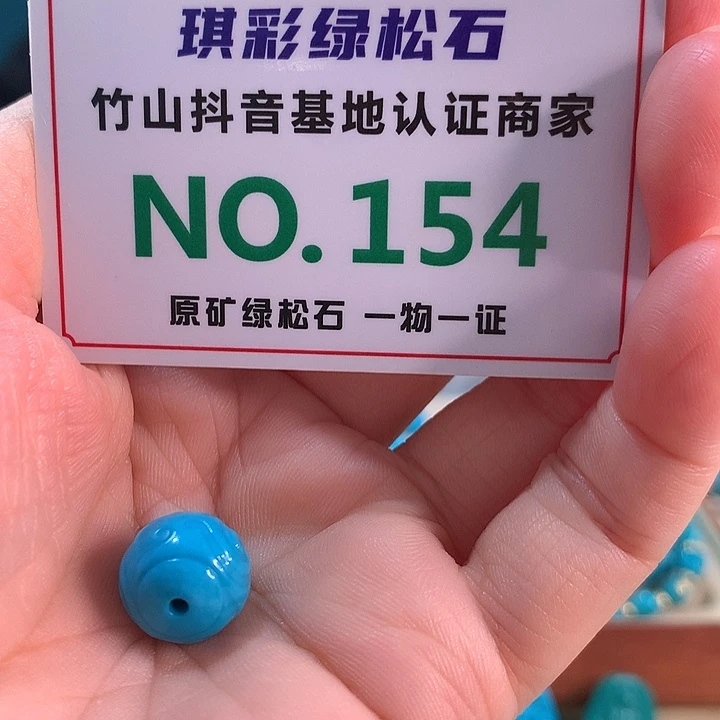 琪彩绿松石
竹山抖音基地认证商家
NO.154
原矿绿松石 一物一证